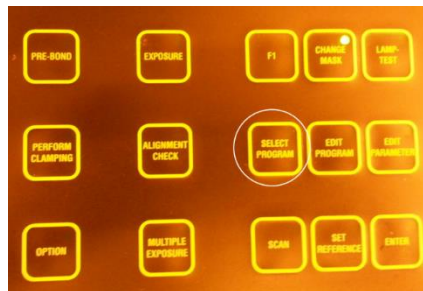 PRE-BOND
EXPOSURE
F1
CHANGE
MASK
LAMP-
TEST
PERFORM
CLAMPING
ALIGNMENT
CHECK
SELECT
PROGRAM
EDIT
PROGRAM
EDIT
PARAMETER
OPTION
MULTIPLE
EXPOSURE
SCAN
SET
REFERENCE
ENTER